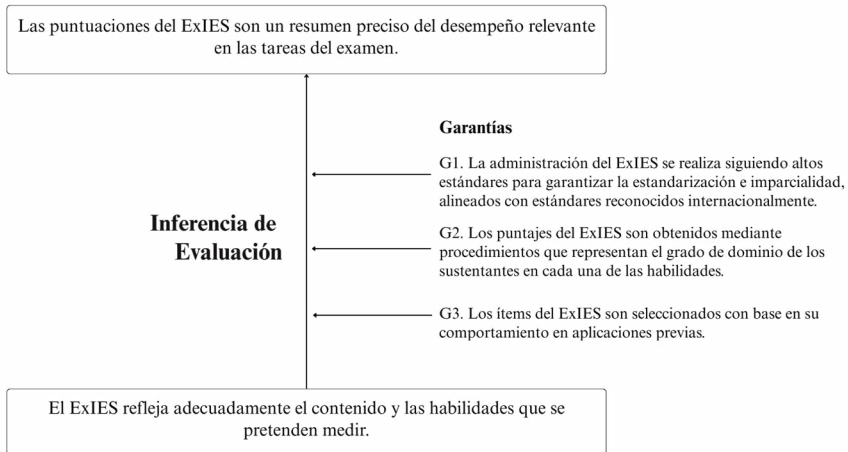 Las puntuaciones del ExIES son un resumen preciso del desempeño relevante
en las tareas del examen.
Garantías
G1. La administración del ExIES se realiza siguiendo altos
estándares para garantizar la estandarización e imparcialidad,
alineados con estándares reconocidos internacionalmente.
Inferencia de
Evaluación
G2. Los puntajes del ExIES son obtenidos mediante
procedimientos que representan el grado de dominio de los
sustentantes en cada una de las habilidades.
G3. Los ítems del ExIES son seleccionados con base en su
comportamiento en aplicaciones previas.
El ExIES refleja adecuadamente el contenido y las habilidades que se
pretenden medir.